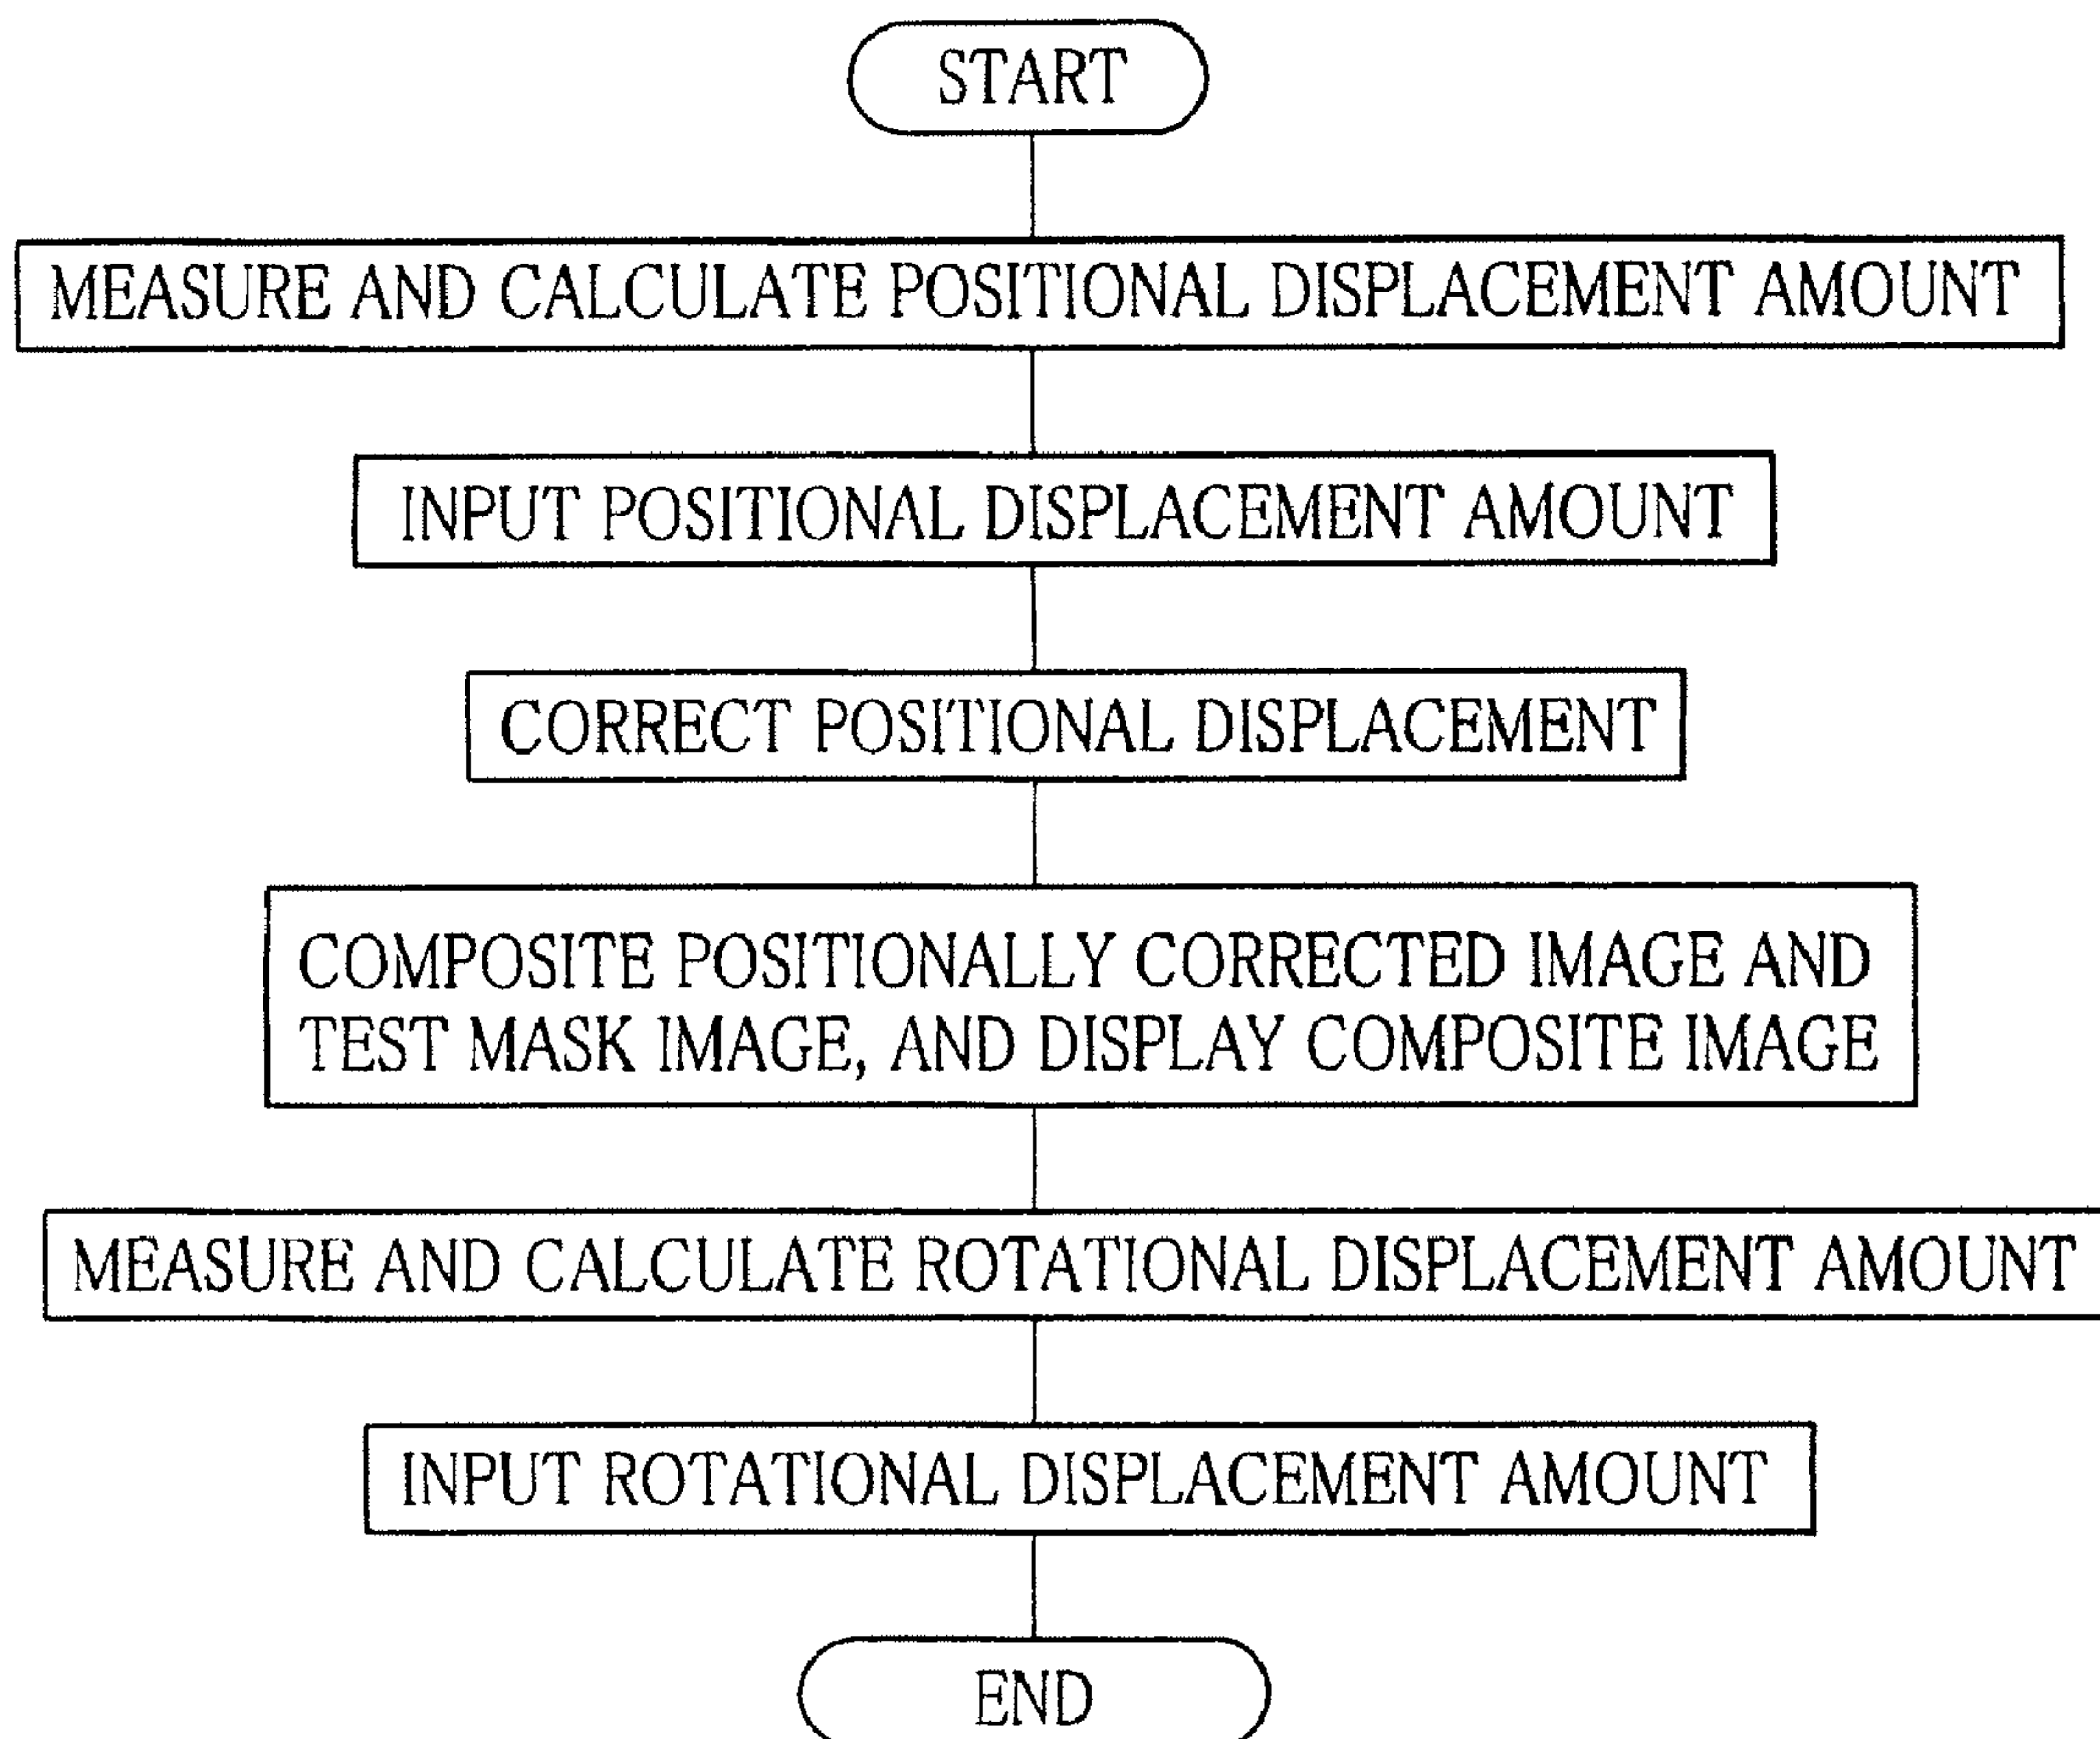 START
MEASURE AND CALCULATE POSITIONAL DISPLACEMENT AMOUNT
INPUT POSITIONAL DISPLACEMENT AMOUNT
CORRECT POSITIONAL DISPLACEMENT
COMPOSITE POSITIONALLY CORRECTED IMAGE AND
TEST MASK IMAGE, AND DISPLAY COMPOSITE IMAGE
MEASURE AND CALCULATE ROTATIONAL DISPLACEMENT AMOUNT
INPUT ROTATIONAL DISPLACEMENT AMOUNT
END